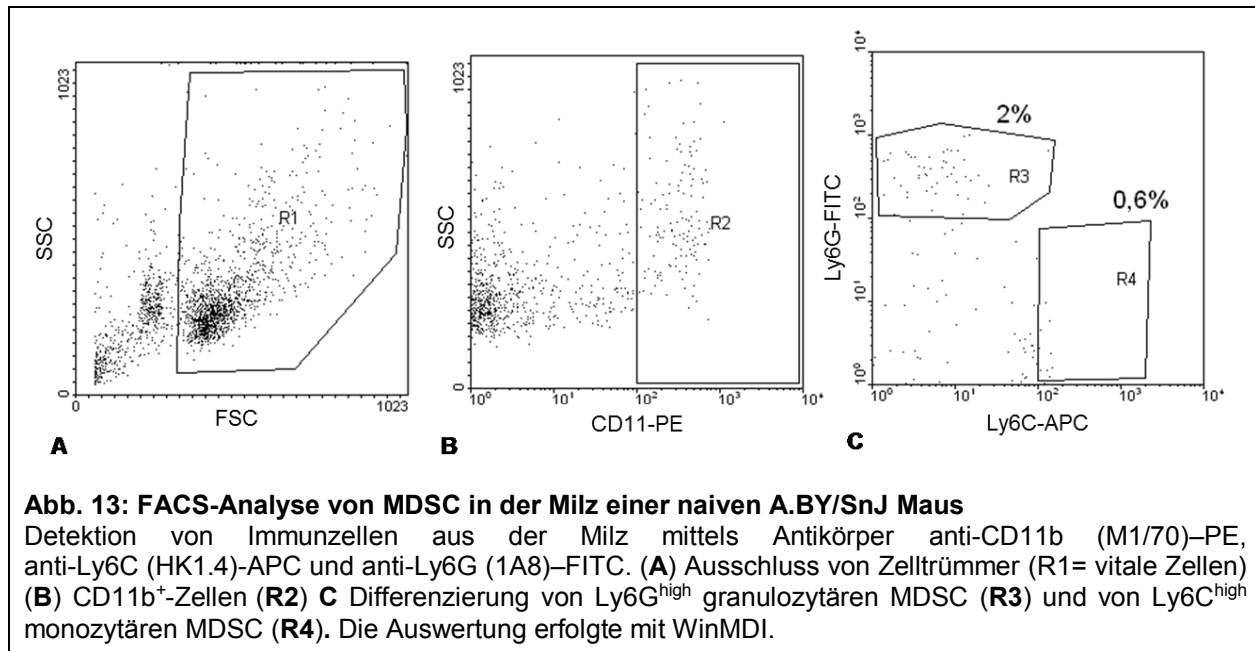 1023
SSC
R1
0
0
FSC
1023
A
1023
SSC
R2
0
10⁰
10¹
10²
10³
10⁴
CD11-PE
B
10⁴
10³
10²
10¹
10⁰
Ly6G-FITC
2%
R3
0,6%
R4
10⁰
10¹
10²
10³
10⁴
Ly6C-APC
C
Abb. 13: FACS-Analyse von MDSC in der Milz einer naiven A.BY/SnJ Maus
Detektion von Immunzellen aus der Milz mittels Antikörper anti-CD11b (M1/70)–PE,
anti-Ly6C (HK1.4)-APC und anti-Ly6G (1A8)–FITC. (A) Ausschluss von Zelltrümmer (R1= vitale Zellen)
(B) CD11b⁺-Zellen (R2) C Differenzierung von Ly6G^high granulozytären MDSC (R3) und von Ly6C^high
monozytären MDSC (R4). Die Auswertung erfolgte mit WinMDI.